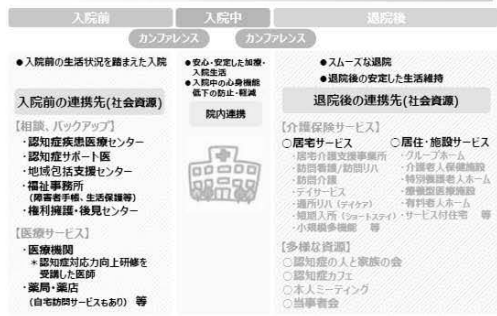 入院前
入院中
退院後
カンファレンス
カンファレンス
●入院前の生活状況を踏まえた入院
入院前の連携先(社会資源)
【相談、バックアップ】
・認知症疾患医療センター
・認知症サポート医
・地域包括支援センター
・福祉事務所
(障害者手帳、生活保護等)
・権利擁護・後見センター
【医療サービス】
・医療機関
＊認知症対応力向上研修を
受講した医師
・薬局・薬店
(自宅訪問サービスもあり) 等
●安心・安定した加療・
入院生活
●入院中の心身機能
低下の防止・軽減
院内連携
●スムーズな退院
●退院後の安定した生活維持
退院後の連携先(社会資源)
【介護保険サービス】
○居宅サービス
・居宅介護支援事業所
・訪問看護/訪問リハ
・訪問介護
・デイサービス
・通所リハ (デイケア)
・短期入所 (ショートステイ)
・小規模多機能 等
○居住・施設サービス
・グループホーム
・介護老人保健施設
・特別養護老人ホーム
・療養型医療施設
・有料老人ホーム
・サービス付住宅 等
【多様な資源】
○認知症の人と家族の会
○認知症カフェ
○本人ミーティング
○当事者会